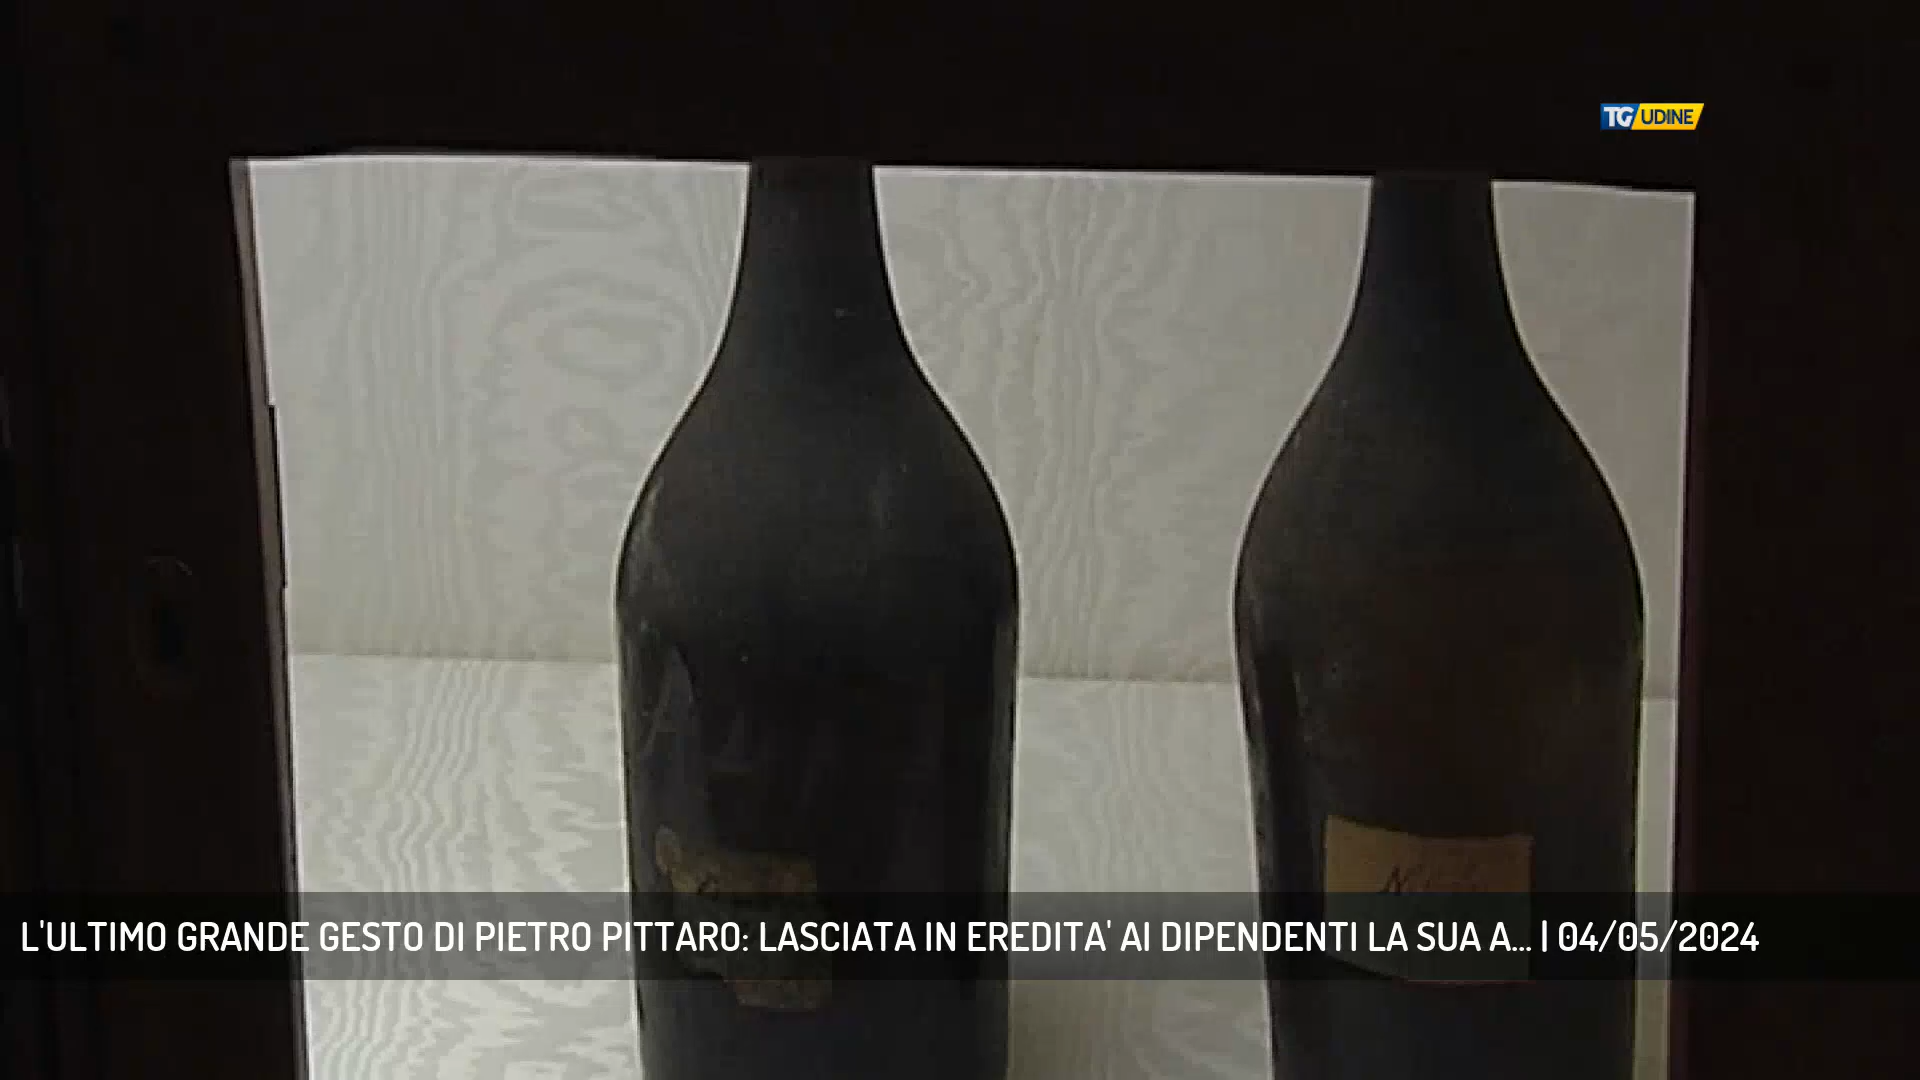 TG UDINE
L'ULTIMO GRANDE GESTO DI PIETRO PITTARO: LASCIATA IN EREDITA' AI DIPENDENTI LA SUA A... | 04/05/2024